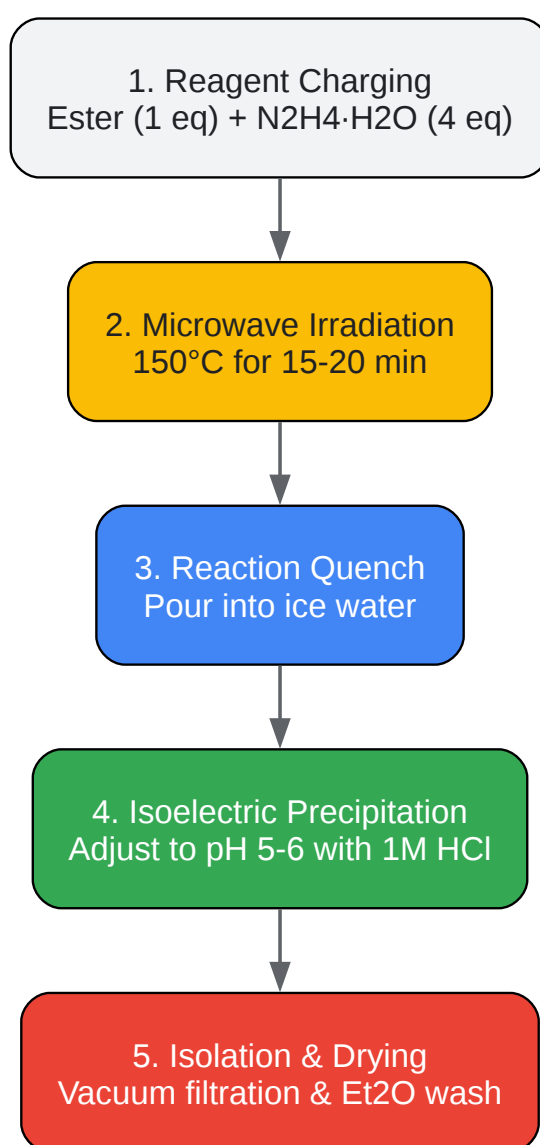 1. Reagent Charging
Ester (1 eq) + N2H4·H2O (4 eq)
2. Microwave Irradiation
150°C for 15-20 min
3. Reaction Quench
Pour into ice water
4. Isoelectric Precipitation
Adjust to pH 5-6 with 1M HCl
5. Isolation & Drying
Vacuum filtration & Et2O wash